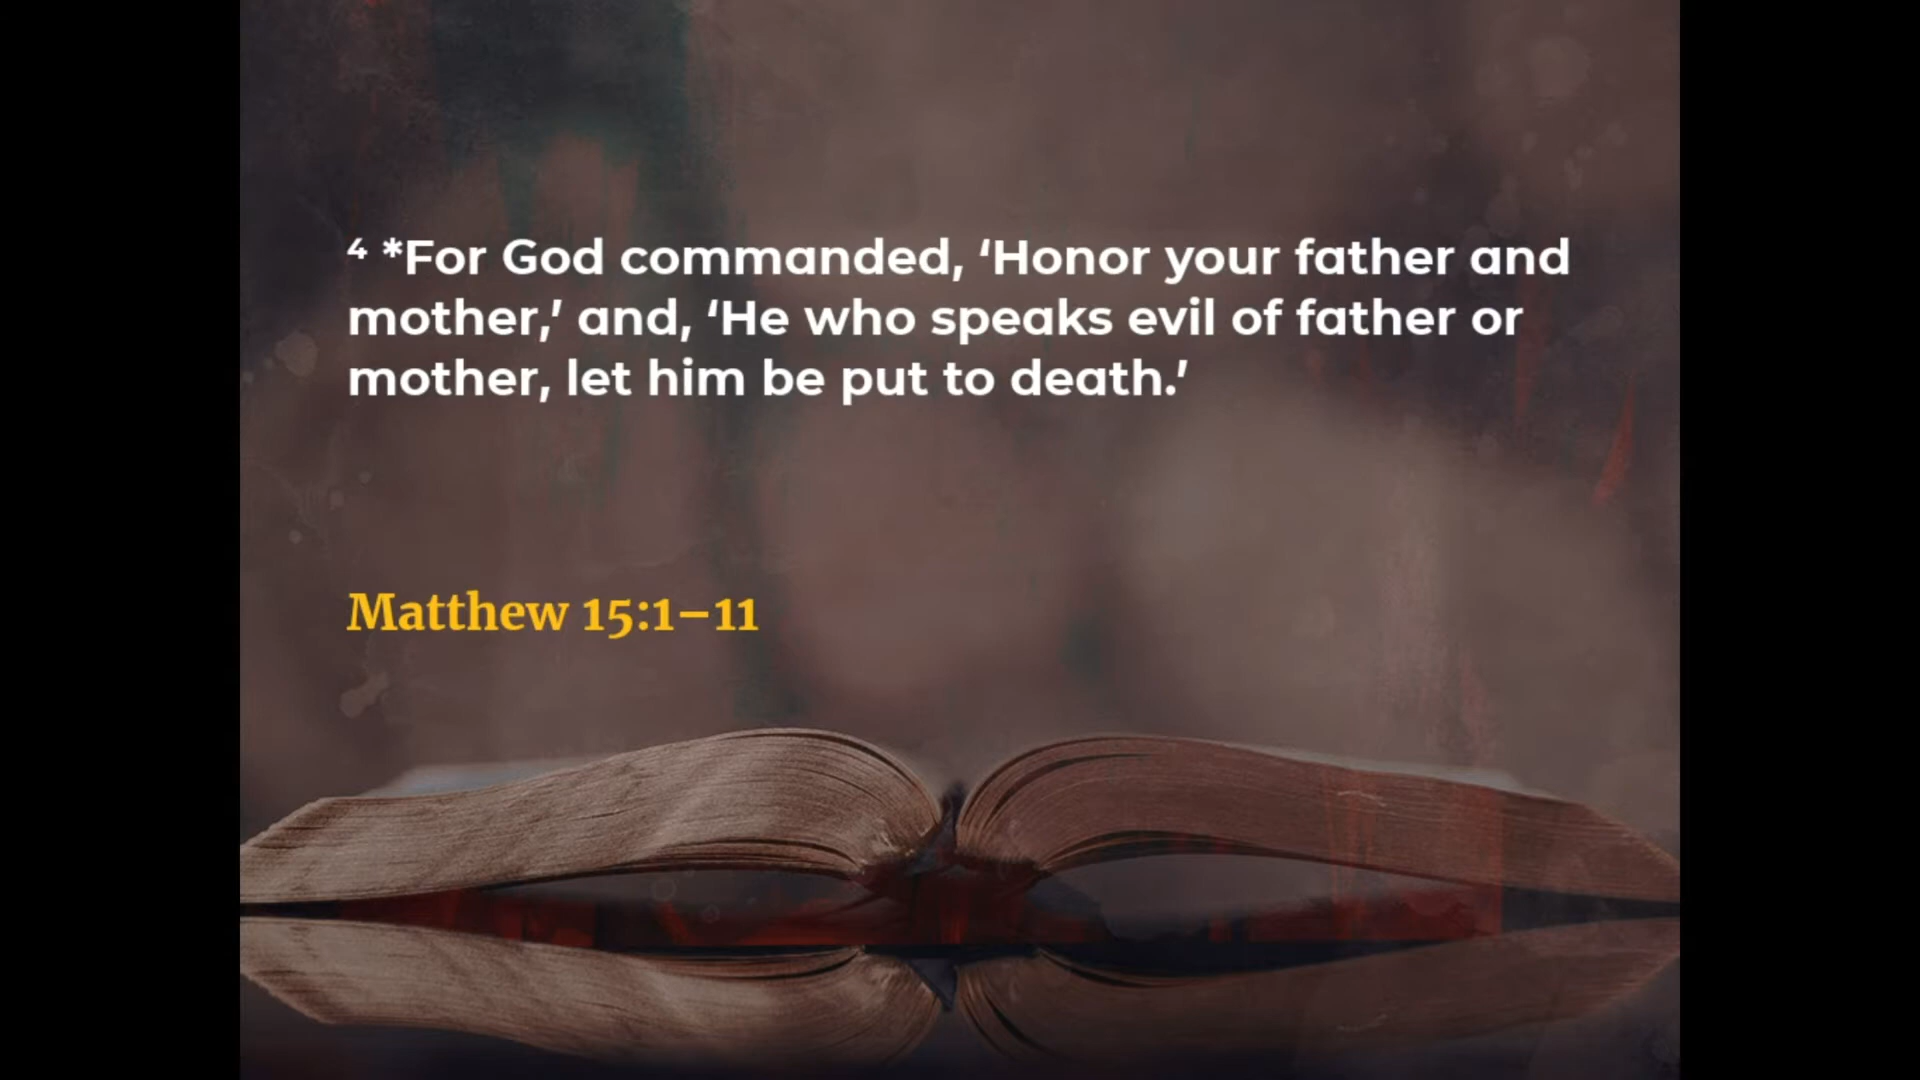 ⁴ *For God commanded, ‘Honor your father and
mother,’ and, ‘He who speaks evil of father or
mother, let him be put to death.’
Matthew 15:1–11